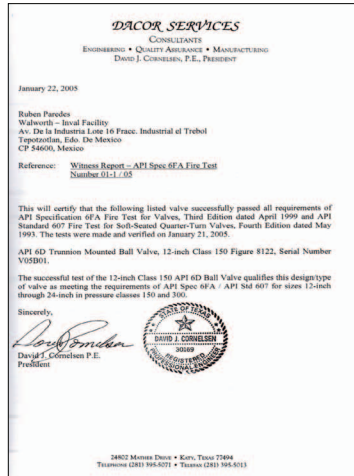 DACOR SERVICES
CONSULTANTS
ENGINEERING • QUALITY ASSURANCE • MANUFACTURING
DAVID J. CORNELSEN, P.E., PRESIDENT
January 22, 2005
Ruben Paredes
Walworth – Inval Facility
Av. De la Industria Lote 16 Fracc. Industrial el Trebol
Tepotzotlan, Edo. De Mexico
CP 54600, Mexico
Reference: Witness Report – API Spec 6FA Fire Test
Number 01-1 / 05
This will certify that the following listed valve successfully passed all requirements of
API Specification 6FA Fire Test for Valves, Third Edition dated April 1999 and API
Standard 607 Fire Test for Soft-Seated Quarter-Turn Valves, Fourth Edition dated May
1993. The tests were made and verified on January 21, 2005.
API 6D Trunnion Mounted Ball Valve, 12-inch Class 150 Figure 8122, Serial Number
V05B01.
The successful test of the 12-inch Class 150 API 6D Ball Valve qualifies this design/type
of valve as meeting the requirements of API Spec 6FA / API Std 607 for sizes 12-inch
through 24-inch in pressure classes 150 and 300.
Sincerely,
David J. Cornelsen P.E.
President
STATE OF TEXAS
DAVID J. CORNELSEN
30169
REGISTERED
PROFESSIONAL ENGINEER
24802 MATHER DRIVE • KATY, TEXAS 77494
TELEPHONE (281) 395-5071 • TELEFAX (281) 395-5013